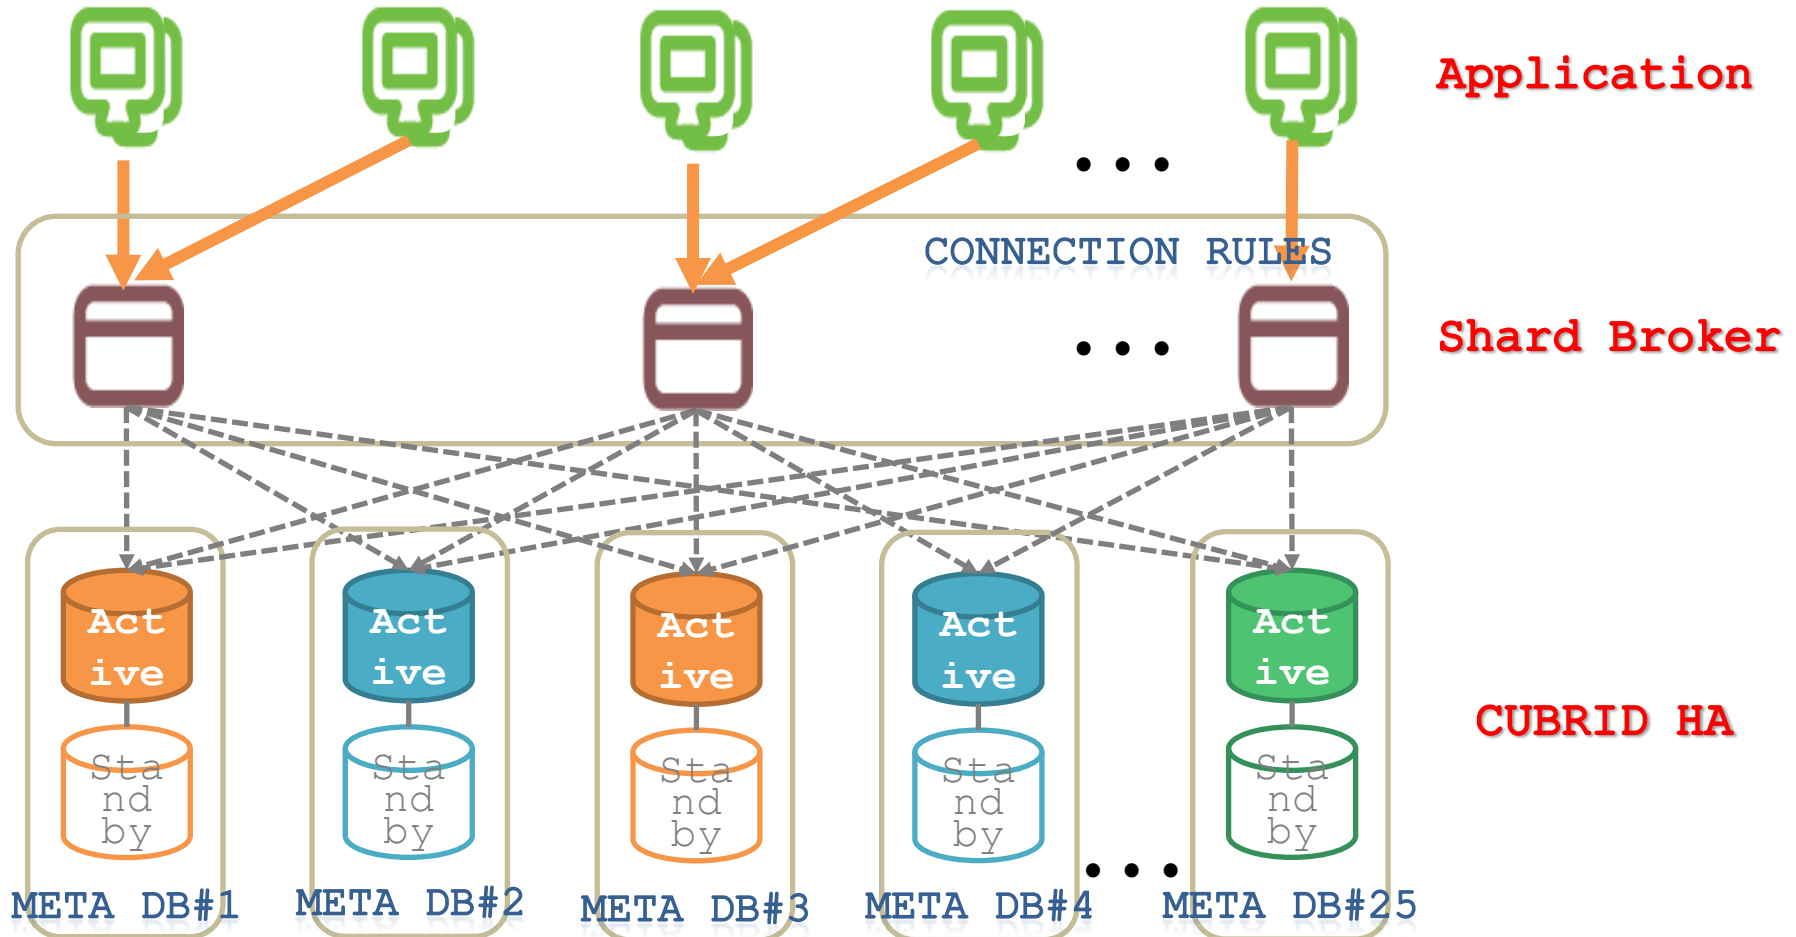 Application
● ● ●
CONNECTION RULES
Shard Broker
● ● ●
Act
ive
Act
ive
Act
ive
Act
ive
Act
ive
Sta
nd
by
Sta
nd
by
Sta
nd
by
Sta
nd
by
Sta
nd
by
CUBRID HA
● ● ●
META DB#1
META DB#2
META DB#3
META DB#4
META DB#25